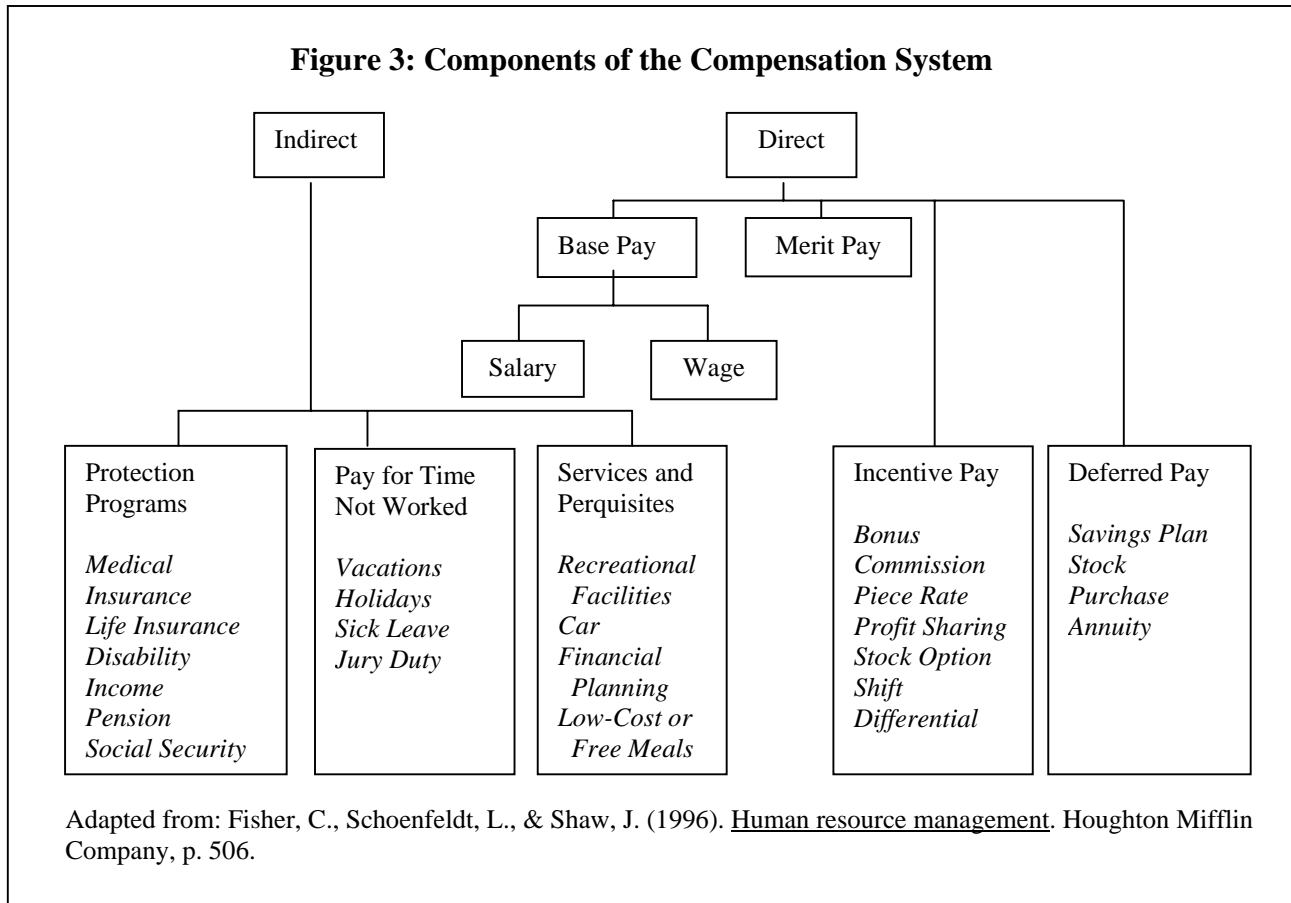 Figure 3: Components of the Compensation System
Indirect
Direct
Base Pay
Merit Pay
Salary
Wage
Protection
Programs
Medical
Insurance
Life Insurance
Disability
Income
Pension
Social Security
Pay for Time
Not Worked
Vacations
Holidays
Sick Leave
Jury Duty
Services and
Perquisites
Recreational
Facilities
Car
Financial
Planning
Low-Cost or
Free Meals
Incentive Pay
Bonus
Commission
Piece Rate
Profit Sharing
Stock Option
Shift
Differential
Deferred Pay
Savings Plan
Stock
Purchase
Annuity
Adapted from: Fisher, C., Schoenfeldt, L., & Shaw, J. (1996). Human resource management. Houghton Mifflin
Company, p. 506.